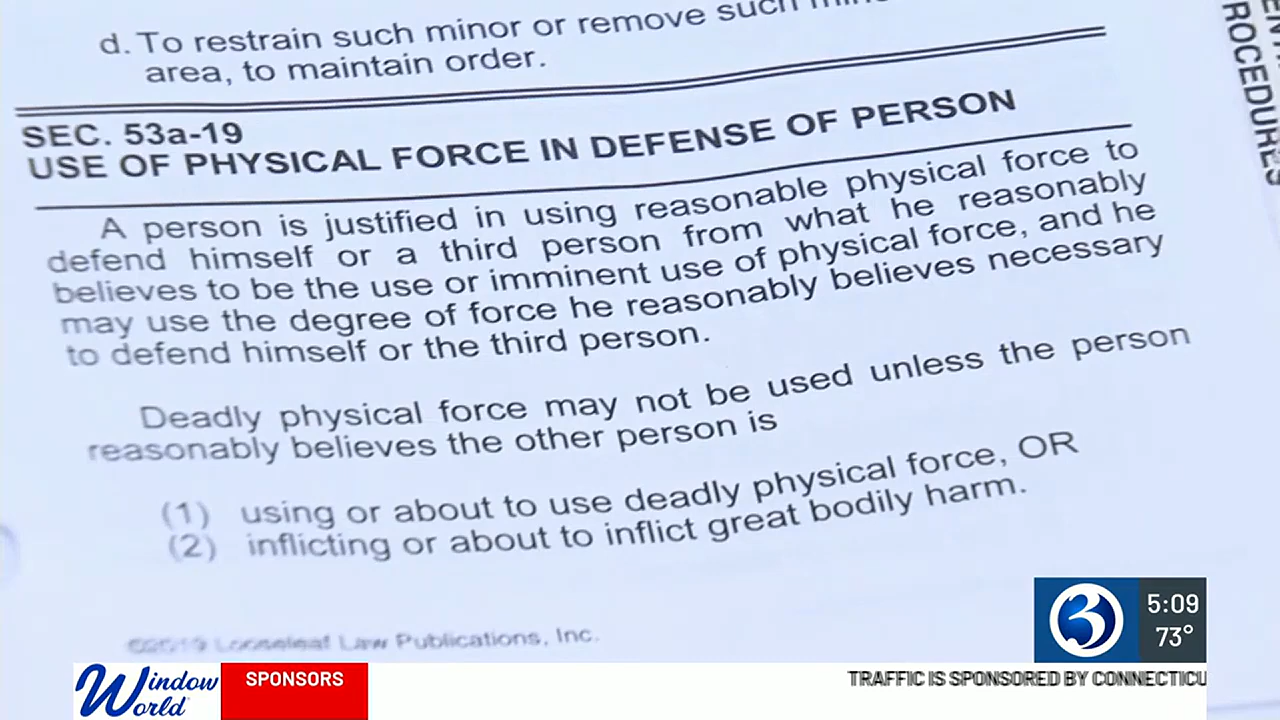 d. To restrain such minor or remove such
area, to maintain order.
SEC. 53a-19
USE OF PHYSICAL FORCE IN DEFENSE OF PERSON
A person is justified in using reasonable physical force to
defend himself or a third person from what he reasonably
believes to be the use or imminent use of physical force, and he
may use the degree of force he reasonably believes necessary
to defend himself or the third person.
Deadly physical force may not be used unless the person
reasonably believes the other person is
(1) using or about to use deadly physical force, OR
(2) inflicting or about to inflict great bodily harm.
©2019 Looseleaf Law Publications, Inc.
ROCEDURES
3
5:09
73°
Window
World
SPONSORS
TRAFFIC IS SPONSORED BY CONNECTICU